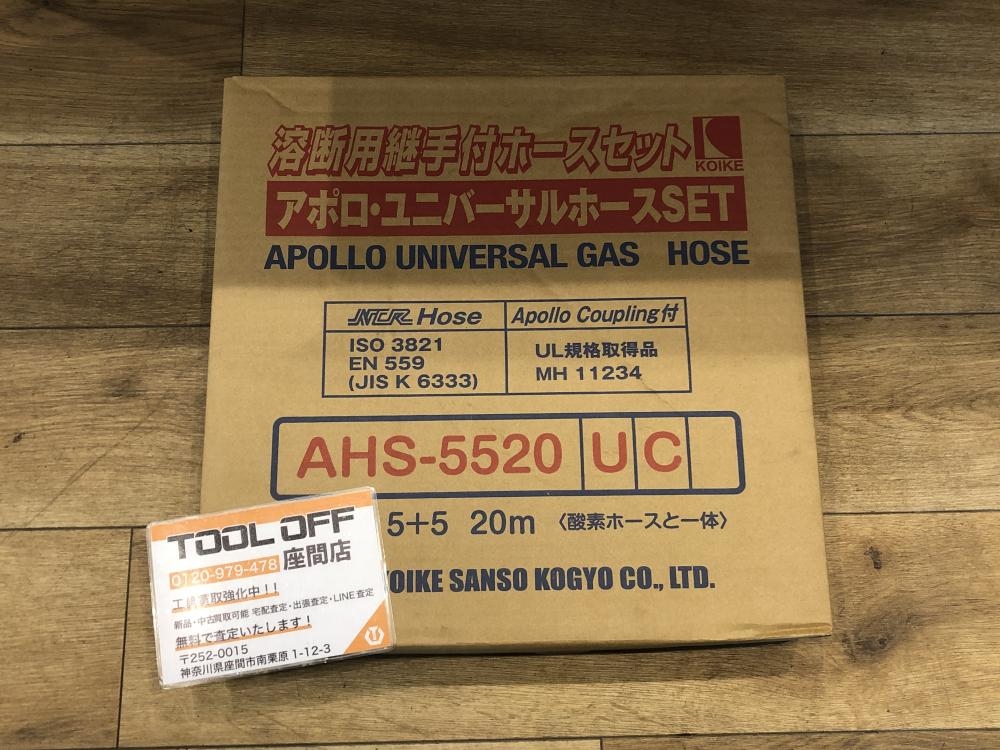 溶断用継手付ホースセット
KOIKE
アポロ・ユニバーサルホースSET
APOLLO UNIVERSAL GAS HOSE
NCR Hose
Apollo Coupling付
ISO 3821
EN 559
(JIS K 6333)
UL規格取得品
MH 11234
AHS-5520 U C
5+5 20m 〈酸素ホースと一体〉
KOIKE SANSO KOGYO CO., LTD.
TOOL OFF
0120-979-478 座間店
工具買取強化中!!
新品・中古買取可能 宅配査定・出張査定・LINE査定
無料で査定いたします!
〒252-0015
神奈川県座間市南栗原 1-12-3